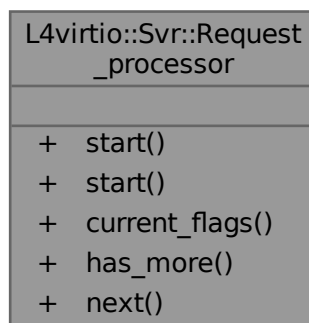 L4virtio::Svr::Request
_processor
+ start()
+ start()
+ current_flags()
+ has_more()
+ next()